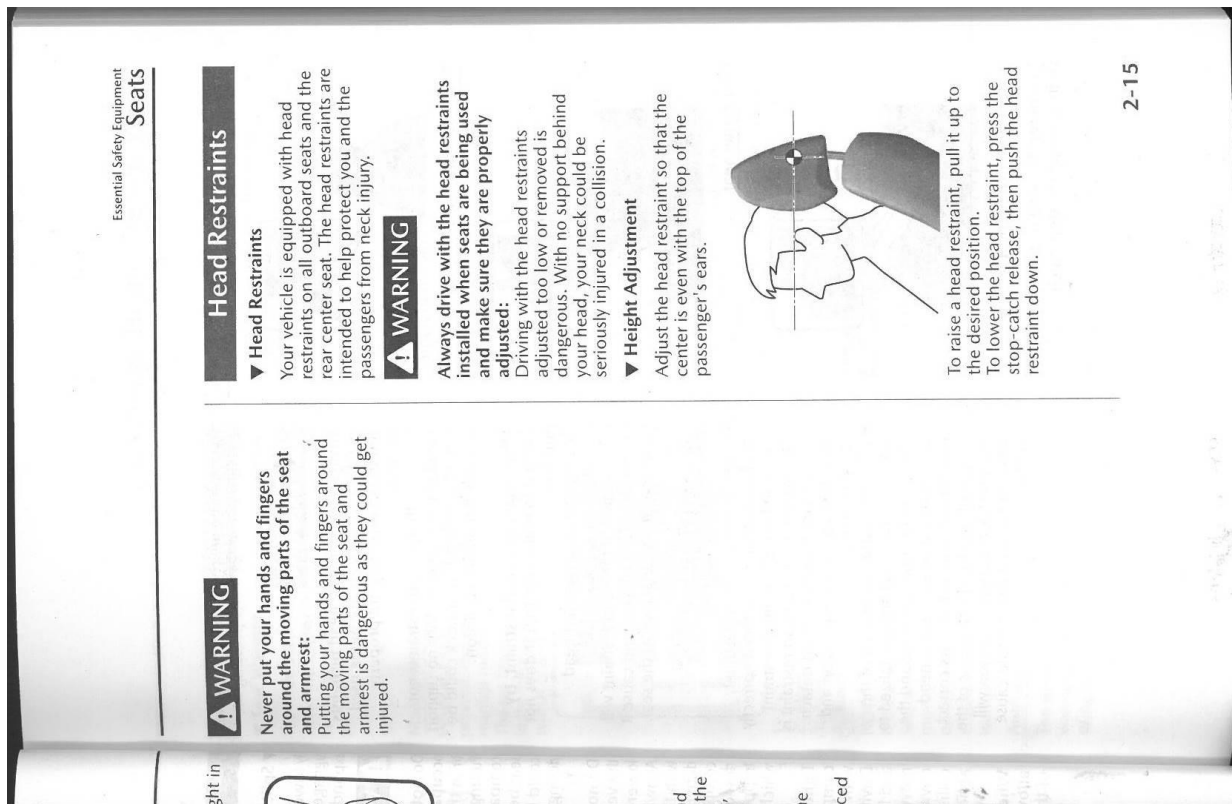 Essential Safety Equipment
Seats
WARNING
Never put your hands and fingers
around the moving parts of the seat
and armrest:
Putting your hands and fingers around
the moving parts of the seat and
armrest is dangerous as they could get
injured.
Head Restraints
▼ Head Restraints
Your vehicle is equipped with head
restraints on all outboard seats and the
rear center seat. The head restraints are
intended to help protect you and the
passengers from neck injury.
WARNING
Always drive with the head restraints
installed when seats are being used
and make sure they are properly
adjusted:
Driving with the head restraints
adjusted too low or removed is
dangerous. With no support behind
your head, your neck could be
seriously injured in a collision.
▼ Height Adjustment
Adjust the head restraint so that the
center is even with the top of the
passenger's ears.
To raise a head restraint, pull it up to
the desired position.
To lower the head restraint, press the
stop-catch release, then push the head
restraint down.
2-15
in
the